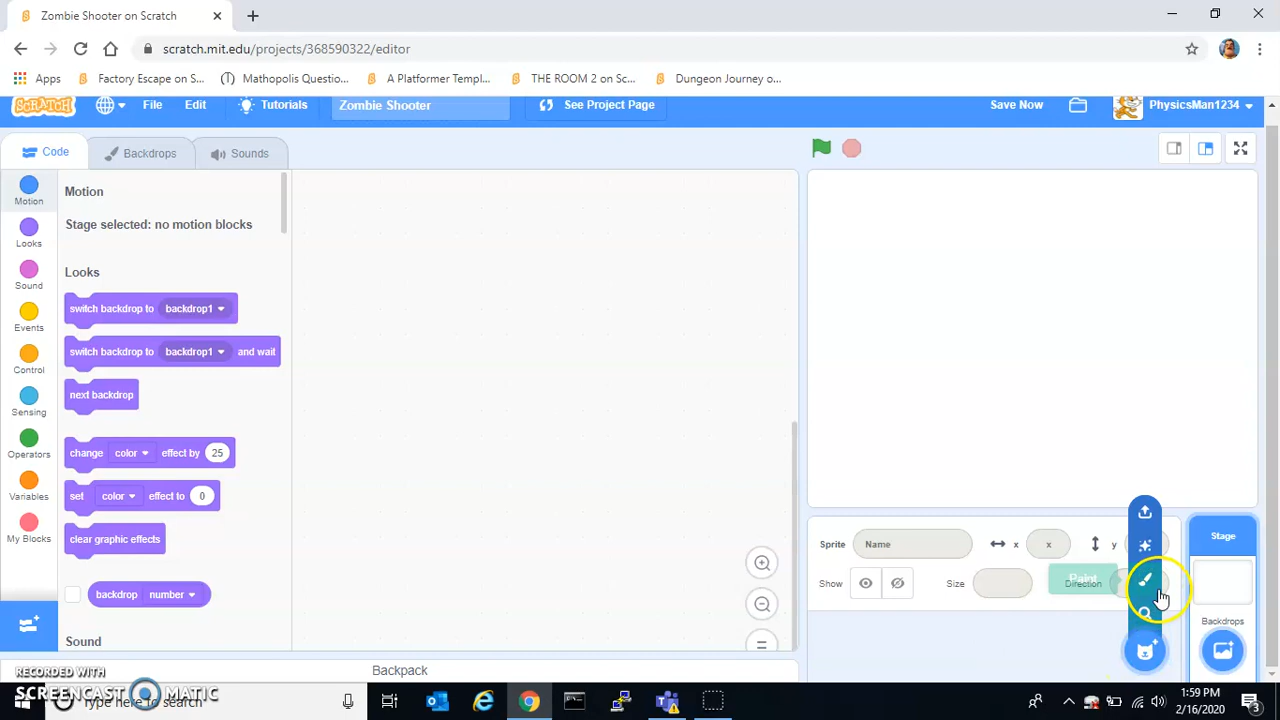 Zombie Shooter on Scratch
scratch.mit.edu/projects/368590322/editor
Apps Factory Escape on S... Mathopolis Questio... A Platformer Templ... THE ROOM 2 on Sc... Dungeon Journey o...
SCRATCH File Edit Tutorials Zombie Shooter See Project Page Save Now PhysicsMan1234
Code Backdrops Sounds
Motion
Looks
Sound
Events
Control
Sensing
Operators
Variables
My Blocks
Motion
Stage selected: no motion blocks
Looks
switch backdrop to backdrop1
switch backdrop to backdrop1 and wait
next backdrop
change color effect by 25
set color effect to 0
clear graphic effects
backdrop number
Sound
Backpack
Sprite Name x x y
Show Size Direction
Paint
Stage
Backdrops
RECORDED WITH
SCREENCAST MATIC
Type here to search
1:59 PM
2/16/2020
3